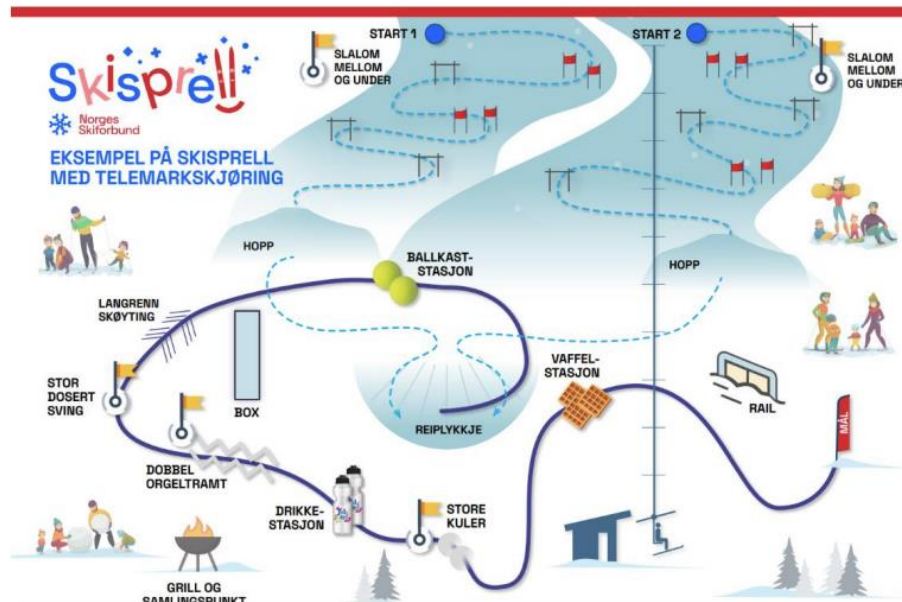 Skisprell
Norges
Skiforbund
EKSEMPEL PÅ SKISPRELL
MED TELEMARKSKJØRING
START 1
SLALOM
MELLOM
OG UNDER
START 2
SLALOM
MELLOM
OG UNDER
HOPP
BALLKAST-
STASJON
HOPP
LANGRENN
SKØYTING
STOR
DOSERT
SVING
BOX
REIPLYKKJE
VAFFEL-
STASJON
RAIL
MÅL
DOBBEL
ORGELTRAMT
DRIKKE-
STASJON
STORE
KULER
GRILL OG
SAMLINGSPUNKT